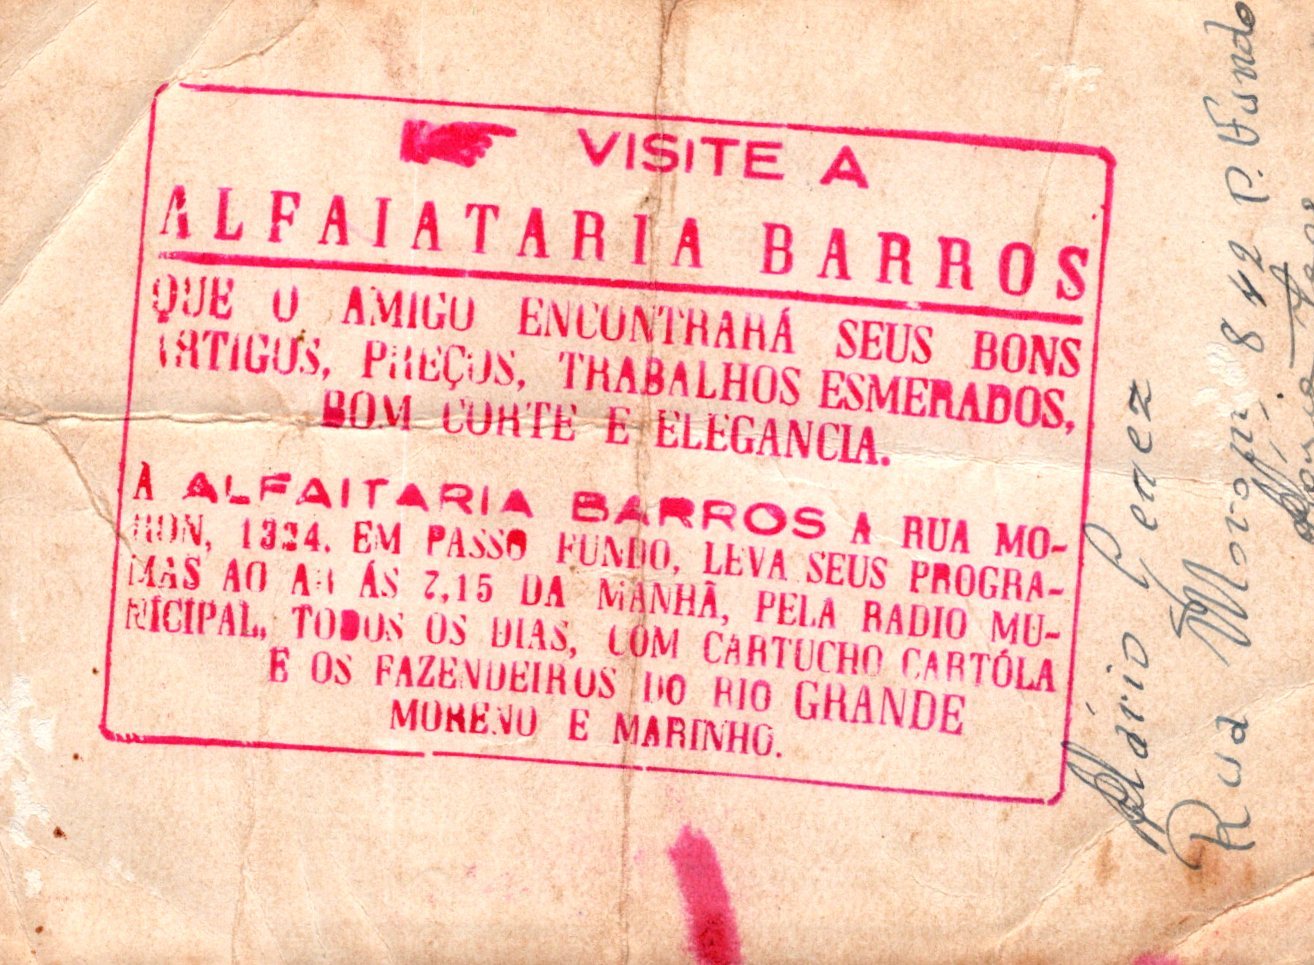 VISITE A
ALFAIATARIA BARROS
QUE O AMIGO ENCONTRARÁ SEUS BONS
ARTIGOS, PREÇOS, TRABALHOS ESMERADOS,
BOM CORTE E ELEGANCIA.
A ALFAITARIA BARROS A RUA MO-
RON, 1324. EM PASSO FUNDO, LEVA SEUS PROGRA-
MAS AO AR ÁS 7,15 DA MANHÃ, PELA RADIO MU-
NICIPAL, TODOS OS DIAS, COM CARTUCHO CARTÓLA
E OS FAZENDEIROS DO RIO GRANDE
MORENO E MARINHO.
Mário
Rua 842 P. Fundo